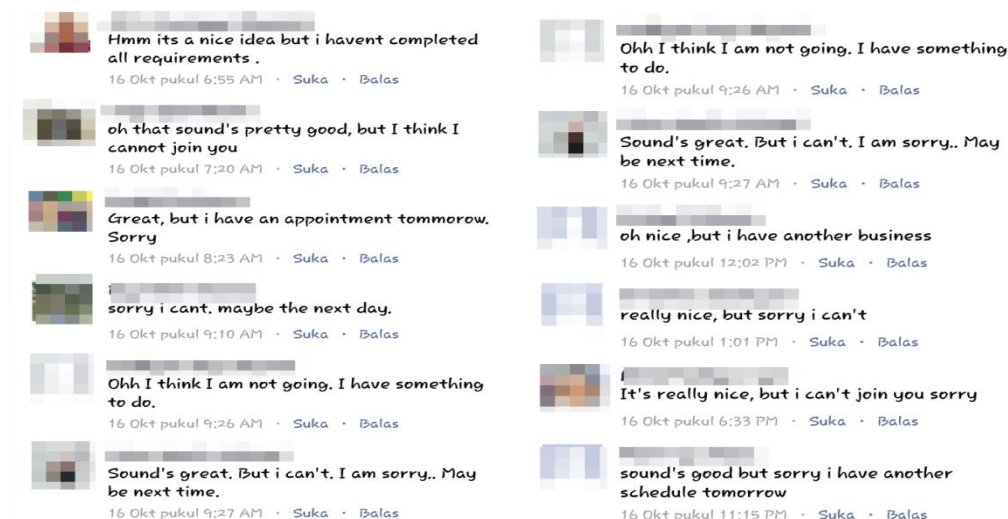 Hmm its a nice idea but i havent completed
all requirements .
16 Okt pukul 6:55 AM · Suka · Balas
oh that sound's pretty good, but I think I
cannot join you
16 Okt pukul 7:20 AM · Suka · Balas
Great, but i have an appointment tommorow.
Sorry
16 Okt pukul 8:23 AM · Suka · Balas
sorry i cant. maybe the next day.
16 Okt pukul 9:10 AM · Suka · Balas
Ohh I think I am not going. I have something
to do.
16 Okt pukul 9:26 AM · Suka · Balas
Sound's great. But i can't. I am sorry.. May
be next time.
16 Okt pukul 9:27 AM · Suka · Balas
Ohh I think I am not going. I have something
to do.
16 Okt pukul 9:26 AM · Suka · Balas
Sound's great. But i can't. I am sorry.. May
be next time.
16 Okt pukul 9:27 AM · Suka · Balas
oh nice ,but i have another business
16 Okt pukul 12:02 PM · Suka · Balas
really nice, but sorry i can't
16 Okt pukul 1:01 PM · Suka · Balas
It's really nice, but i can't join you sorry
16 Okt pukul 6:33 PM · Suka · Balas
sound's good but sorry i have another
schedule tomorrow
16 Okt pukul 11:15 PM · Suka · Balas